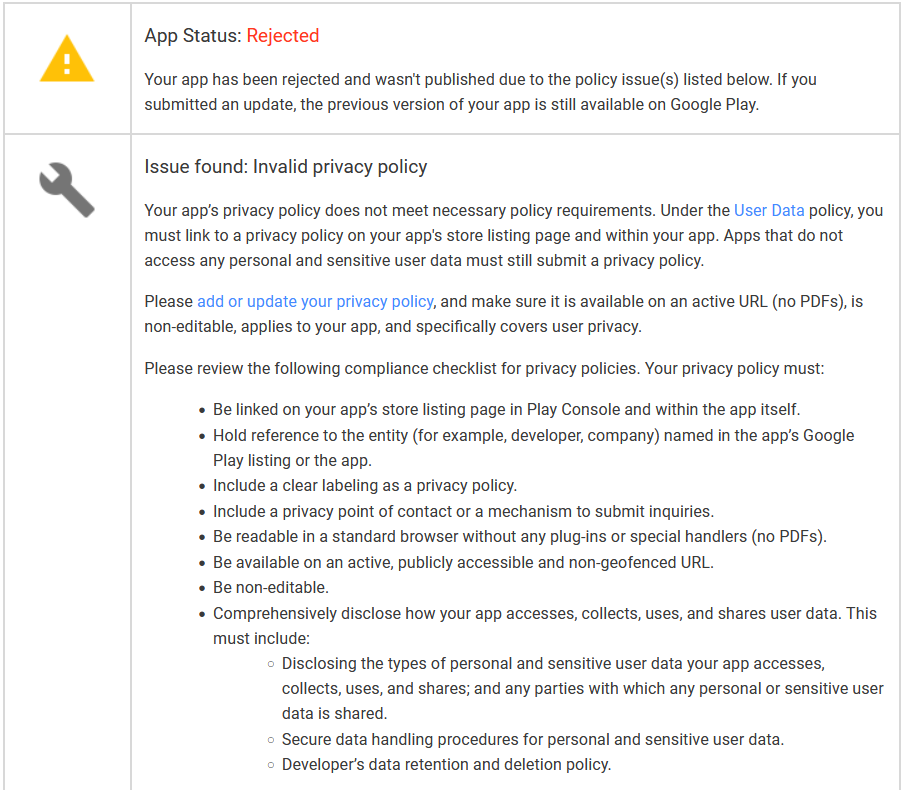 App Status: Rejected
Your app has been rejected and wasn't published due to the policy issue(s) listed below. If you
submitted an update, the previous version of your app is still available on Google Play.
Issue found: Invalid privacy policy
Your app’s privacy policy does not meet necessary policy requirements. Under the User Data policy, you
must link to a privacy policy on your app's store listing page and within your app. Apps that do not
access any personal and sensitive user data must still submit a privacy policy.
Please add or update your privacy policy, and make sure it is available on an active URL (no PDFs), is
non-editable, applies to your app, and specifically covers user privacy.
Please review the following compliance checklist for privacy policies. Your privacy policy must:
• Be linked on your app’s store listing page in Play Console and within the app itself.
• Hold reference to the entity (for example, developer, company) named in the app’s Google
Play listing or the app.
• Include a clear labeling as a privacy policy.
• Include a privacy point of contact or a mechanism to submit inquiries.
• Be readable in a standard browser without any plug-ins or special handlers (no PDFs).
• Be available on an active, publicly accessible and non-geofenced URL.
• Be non-editable.
• Comprehensively disclose how your app accesses, collects, uses, and shares user data. This
must include:
○ Disclosing the types of personal and sensitive user data your app accesses,
collects, uses, and shares; and any parties with which any personal or sensitive user
data is shared.
○ Secure data handling procedures for personal and sensitive user data.
○ Developer’s data retention and deletion policy.